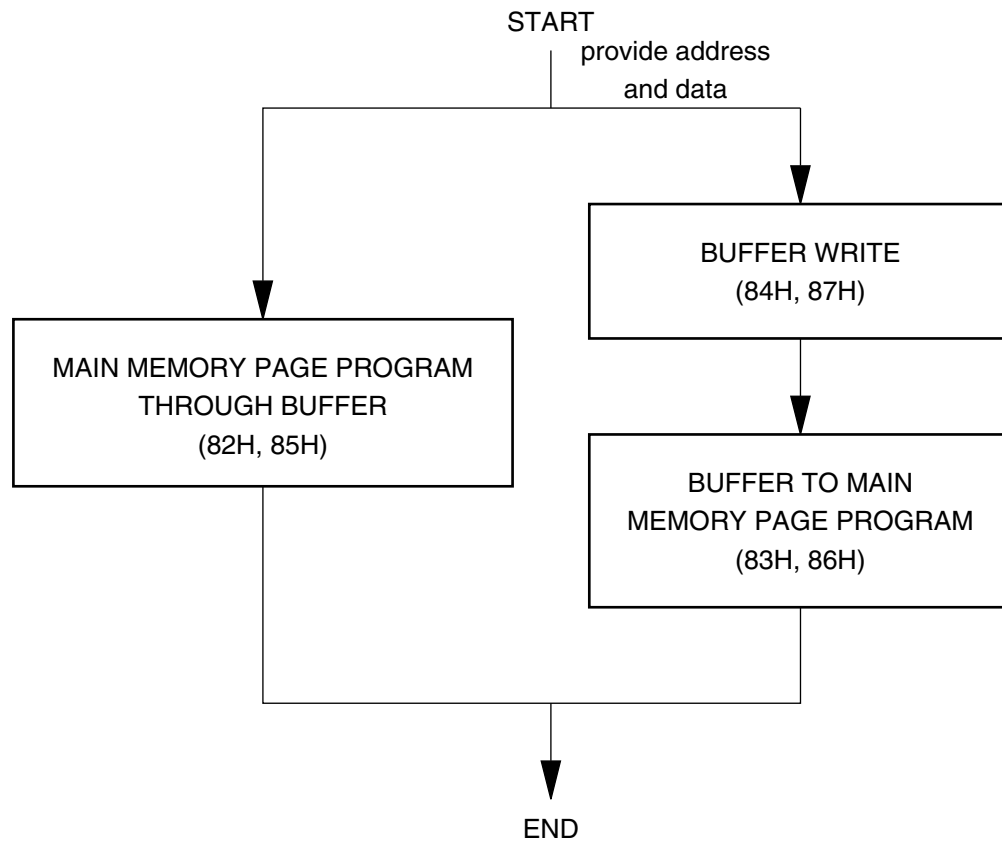 START
provide address
and data
BUFFER WRITE
(84H, 87H)
MAIN MEMORY PAGE PROGRAM
THROUGH BUFFER
(82H, 85H)
BUFFER TO MAIN
MEMORY PAGE PROGRAM
(83H, 86H)
END